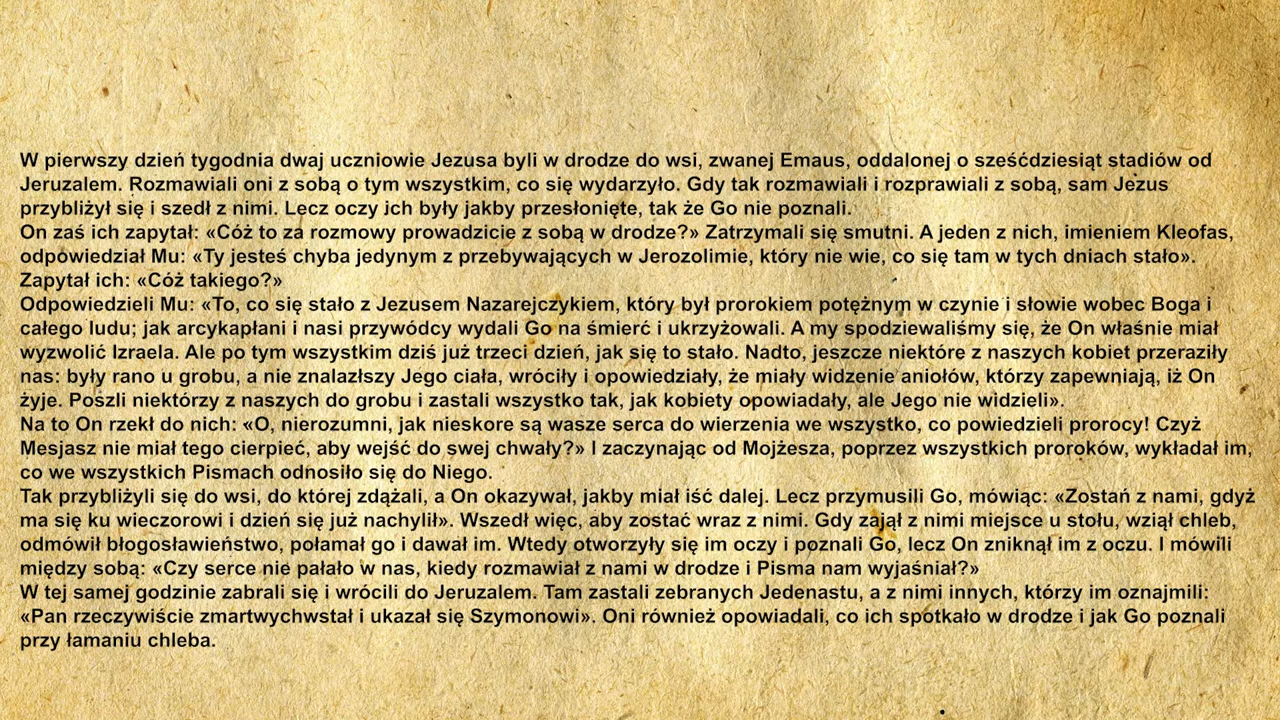 W pierwszy dzień tygodnia dwaj uczniowie Jezusa byli w drodze do wsi, zwanej Emaus, oddalonej o sześćdziesiąt stadiów od
Jeruzalem. Rozmawiali oni z sobą o tym wszystkim, co się wydarzyło. Gdy tak rozmawiali i rozprawiali z sobą, sam Jezus
przybliżył się i szedł z nimi. Lecz oczy ich były jakby przesłonięte, tak że Go nie poznali.
On zaś ich zapytał: «Cóż to za rozmowy prowadzicie z sobą w drodze?» Zatrzymali się smutni. A jeden z nich, imieniem Kleofas,
odpowiedział Mu: «Ty jesteś chyba jedynym z przebywających w Jerozolimie, który nie wie, co się tam w tych dniach stało».
Zapytał ich: «Cóż takiego?»
Odpowiedzieli Mu: «To, co się stało z Jezusem Nazarejczykiem, który był prorokiem potężnym w czynie i słowie wobec Boga i
całego ludu; jak arcykapłani i nasi przywódcy wydali Go na śmierć i ukrzyżowali. A my spodziewaliśmy się, że On właśnie miał
wyzwolić Izraela. Ale po tym wszystkim dziś już trzeci dzień, jak się to stało. Nadto, jeszcze niektóre z naszych kobiet przeraziły
nas: były rano u grobu, a nie znalazłszy Jego ciała, wróciły i opowiedziały, że miały widzenie aniołów, którzy zapewniają, iż On
żyje. Poszli niektórzy z naszych do grobu i zastali wszystko tak, jak kobiety opowiadały, ale Jego nie widzieli».
Na to On rzekł do nich: «O, nierozumni, jak nieskore są wasze serca do wierzenia we wszystko, co powiedzieli prorocy! Czyż
Mesjasz nie miał tego cierpieć, aby wejść do swej chwały?» I zaczynając od Mojżesza, poprzez wszystkich proroków, wykładał im,
co we wszystkich Pismach odnosiło się do Niego.
Tak przybliżyli się do wsi, do której zdążali, a On okazywał, jakby miał iść dalej. Lecz przymusili Go, mówiąc: «Zostań z nami, gdyż
ma się ku wieczorowi i dzień się już nachylił». Wszedł więc, aby zostać wraz z nimi. Gdy zajął z nimi miejsce u stołu, wziął chleb,
odmówił błogosławieństwo, połamał go i dawał im. Wtedy otworzyły się im oczy i poznali Go, lecz On zniknął im z oczu. I mówili
między sobą: «Czy serce nie pałało w nas, kiedy rozmawiał z nami w drodze i Pisma nam wyjaśniał?»
W tej samej godzinie zabrali się i wrócili do Jeruzalem. Tam zastali zebranych Jedenastu, a z nimi innych, którzy im oznajmili:
«Pan rzeczywiście zmartwychwstał i ukazał się Szymonowi». Oni również opowiadali, co ich spotkało w drodze i jak Go poznali
przy łamaniu chleba.